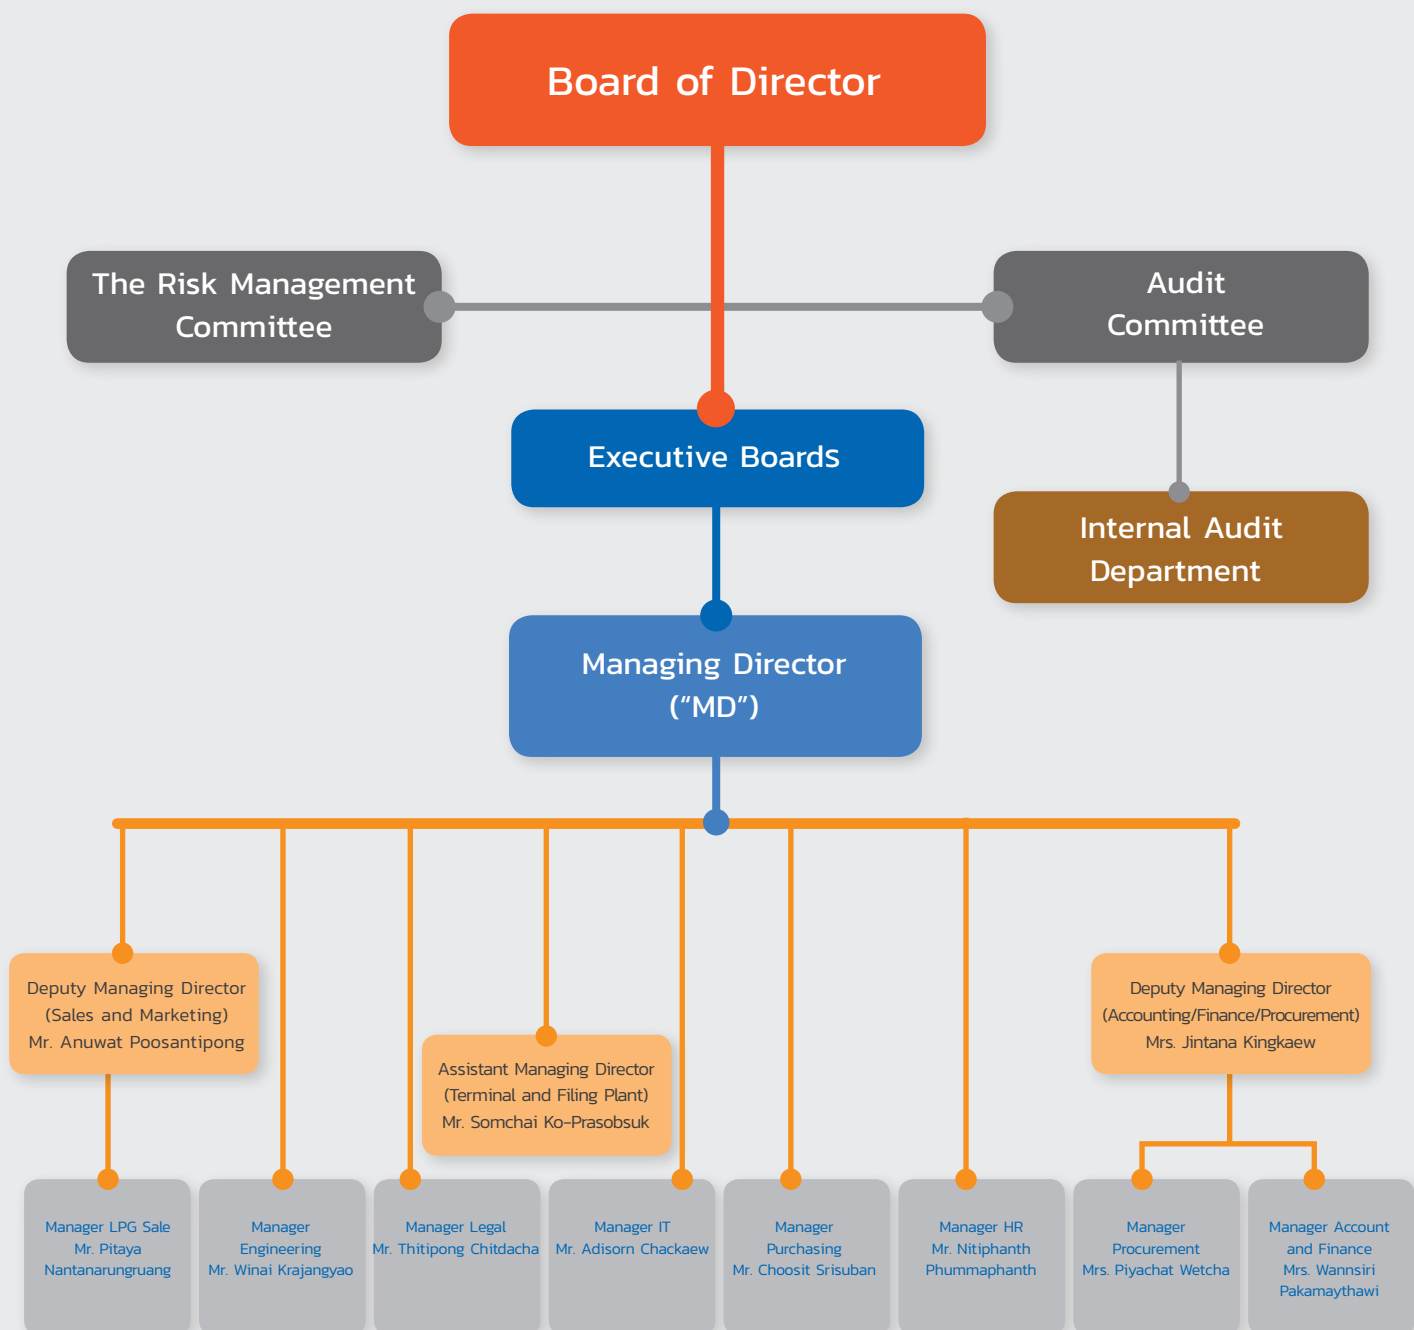 Board of Director
The Risk Management
Committee
Audit
Committee
Executive Boards
Internal Audit
Department
Managing Director
(“MD”)
Deputy Managing Director
(Sales and Marketing)
Mr. Anuwat Poosantipong
Assistant Managing Director
(Terminal and Filing Plant)
Mr. Somchai Ko-Prasobsuk
Deputy Managing Director
(Accounting/Finance/Procurement)
Mrs. Jintana Kingkaew
Manager LPG Sale
Mr. Pitaya
Nantanarungruang
Manager
Engineering
Mr. Winai Krajangyao
Manager Legal
Mr. Thitipong Chitdacha
Manager IT
Mr. Adisorn Chackaew
Manager
Purchasing
Mr. Choosit Srisuban
Manager HR
Mr. Nitiphanth
Phummaphanth
Manager
Procurement
Mrs. Piyachat Wetcha
Manager Account
and Finance
Mrs. Wannsiri
Pakamaythawi